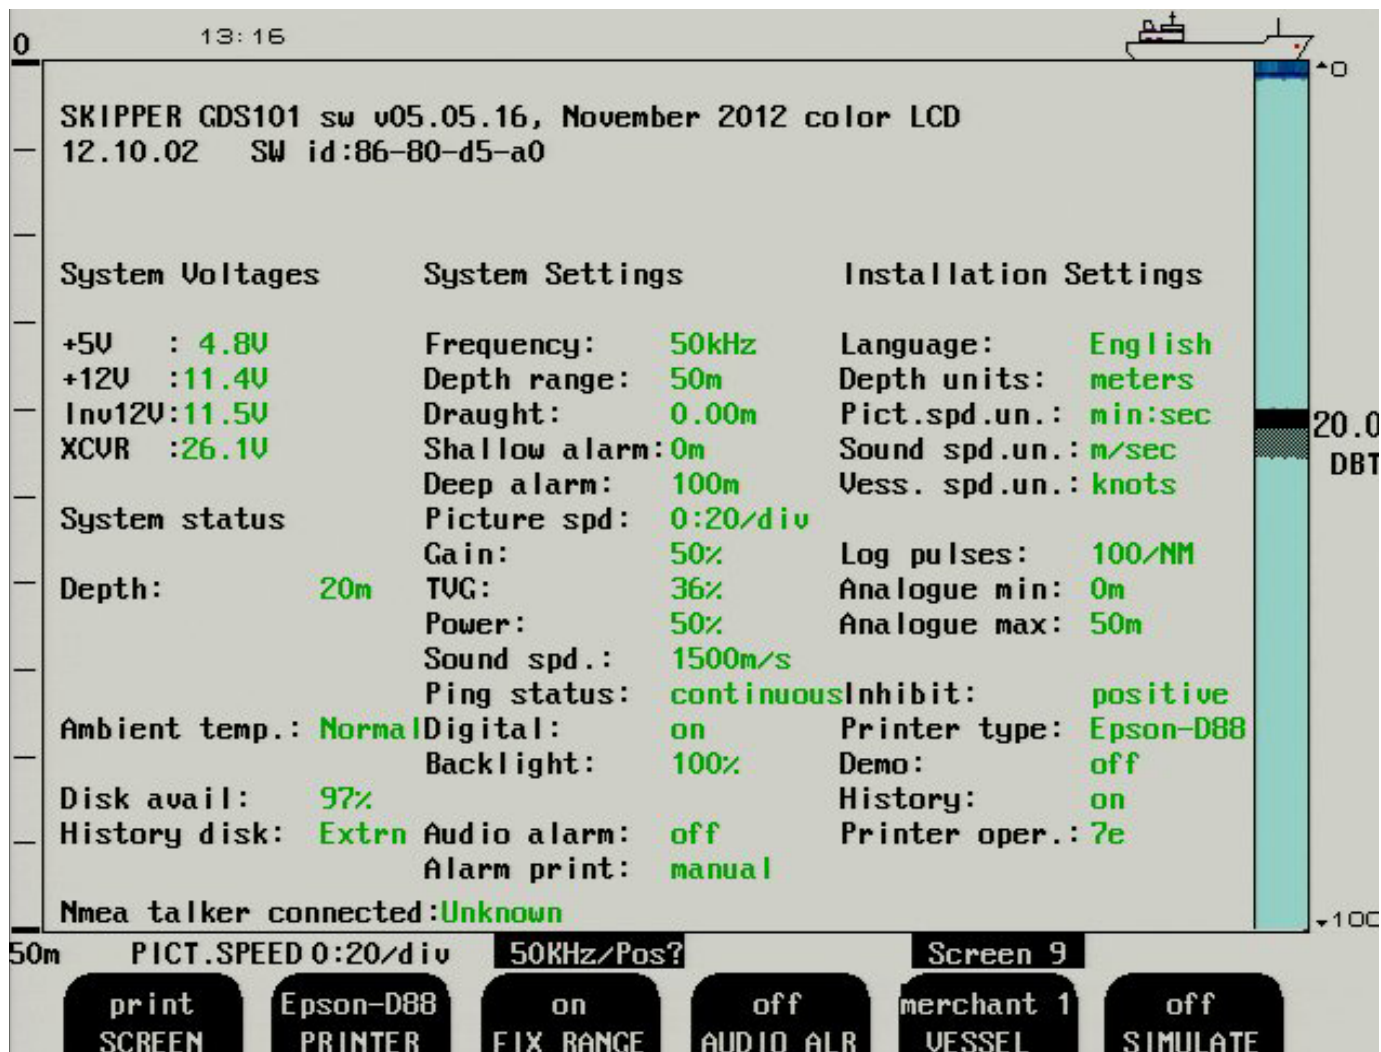 0 13:16
▲0
SKIPPER GDS101 sw v05.05.16, November 2012 color LCD
12.10.02 SW id:86-80-d5-a0
System Voltages System Settings Installation Settings
+5V : 4.8V Frequency: 50kHz Language: English
+12V :11.4V Depth range: 50m Depth units: meters
Inv12V:11.5V Draught: 0.00m Pict.spd.un.: min:sec
20.0
XCVR :26.1V Shallow alarm:0m Sound spd.un.: m/sec
DBT
Deep alarm: 100m Vess. spd.un.: knots
System status Picture spd: 0:20/div
Gain: 50% Log pulses: 100/NM
Depth: 20m TVG: 36% Analogue min: 0m
Power: 50% Analogue max: 50m
Sound spd.: 1500m/s
Ping status: continuous Inhibit: positive
Ambient temp.: Normal Digital: on Printer type: Epson-D88
Backlight: 100% Demo: off
Disk avail: 97% History: on
History disk: Extrn Audio alarm: off Printer oper.: 7e
Alarm print: manual
Nmea talker connected:Unknown
▼100
50m PICT.SPEED 0:20/div 50KHz/Pos? Screen 9
print Epson-D88 on off merchant 1 off
SCREEN PRINTER FIX RANGE AUDIO ALR VESSEL SIMULATE